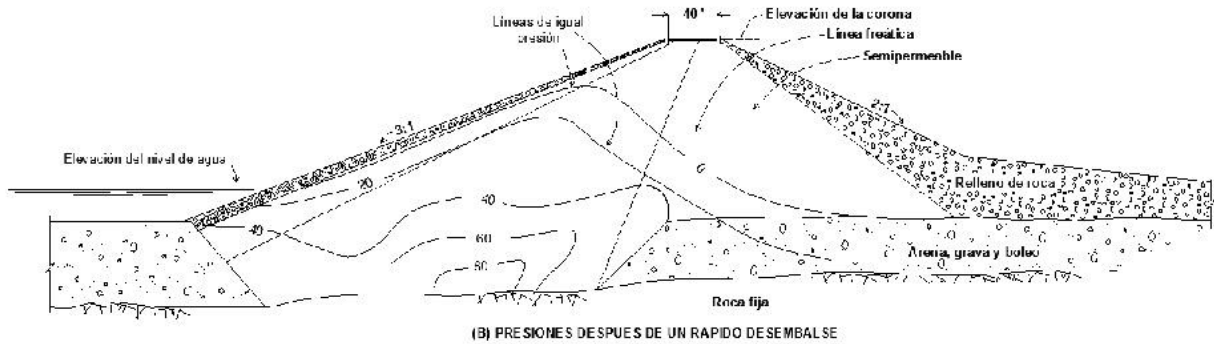 40'
Elevación de la corona
Línea freática
Semipermeable
Líneas de igual
presión
3:1
2:1
Elevación del nivel de agua
20
0
40
40
60
80
Relleno de roca
Arena, grava y boleo
Roca fija
(B) PRESIONES DESPUES DE UN RAPIDO DESEMBALSE